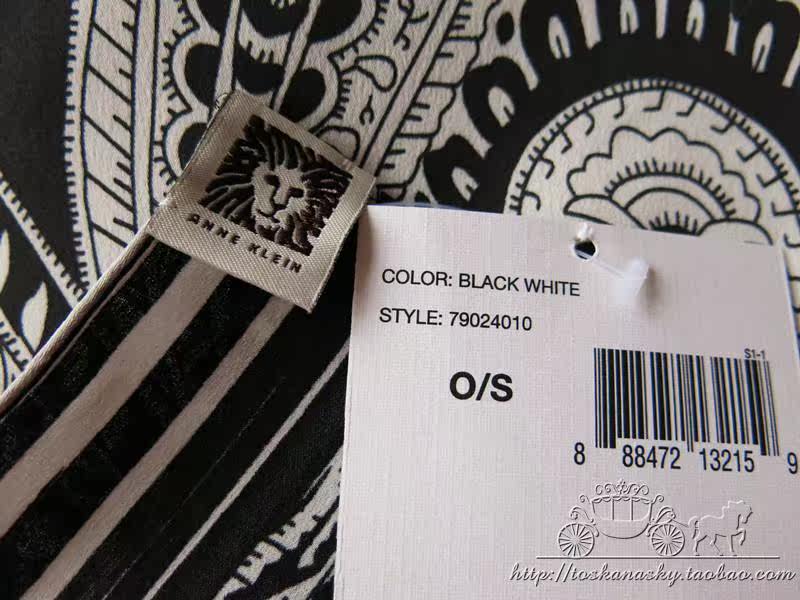 ANNE KLEIN
COLOR: BLACK WHITE
STYLE: 79024010
O/S
S1-1
8 88472 13215 9
http://toskanasky.taobao.com